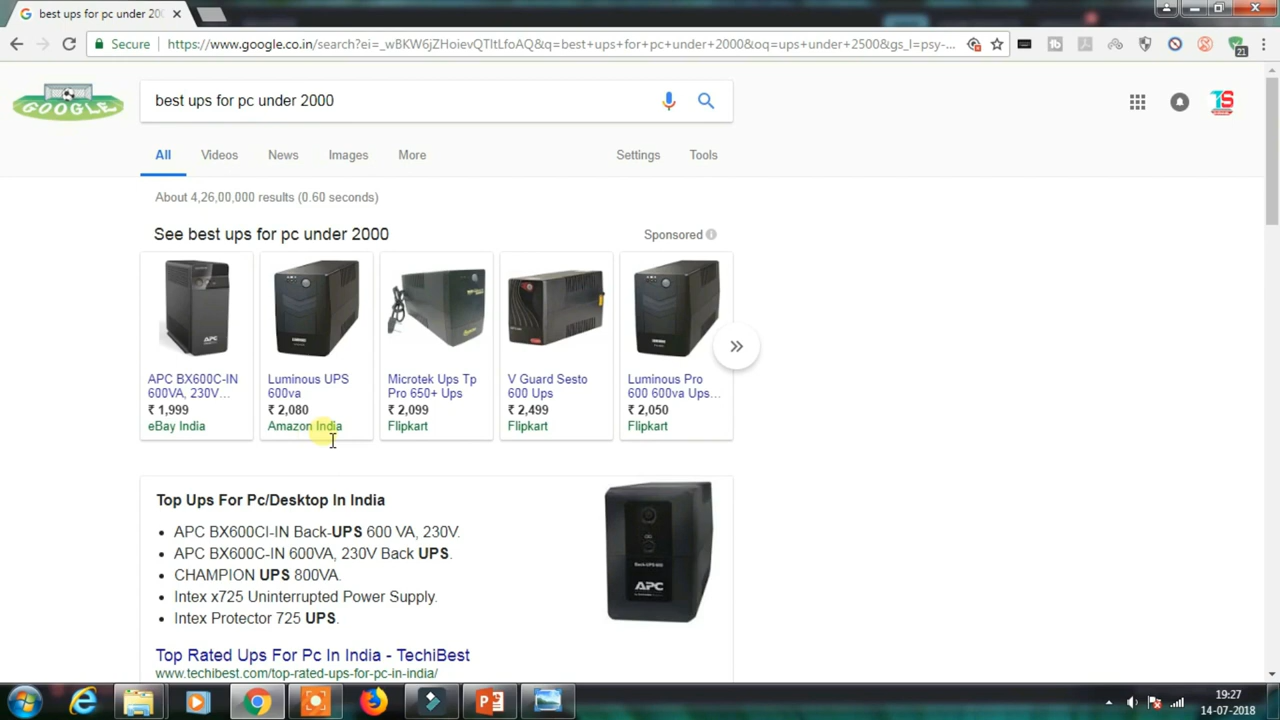 best ups for pc under 200
Secure
https://www.google.co.in/search?ei=_wBKW6jZHoievQTltLfoAQ&q=best+ups+for+pc+under+2000&oq=ups+under+2500&gs_l=psy-...
21
GOOGLE
best ups for pc under 2000
TS
All Videos News Images More Settings Tools
About 4,26,00,000 results (0.60 seconds)
See best ups for pc under 2000
Sponsored
APC
APC BX600C-IN
600VA, 230V...
₹ 1,999
eBay India
Luminous UPS
600va
₹ 2,080
Amazon India
Microtek Ups Tp
Pro 650+ Ups
₹ 2,099
Flipkart
V Guard Sesto
600 Ups
₹ 2,499
Flipkart
Luminous Pro
600 600va Ups...
₹ 2,050
Flipkart
Top Ups For Pc/Desktop In India
APC BX600CI-IN Back-UPS 600 VA, 230V.
APC BX600C-IN 600VA, 230V Back UPS.
CHAMPION UPS 800VA.
Intex x725 Uninterrupted Power Supply.
Intex Protector 725 UPS.
Back-UPS 600
APC
Top Rated Ups For Pc In India - TechiBest
www.techibest.com/top-rated-ups-for-pc-in-india/
19:27
14-07-2018